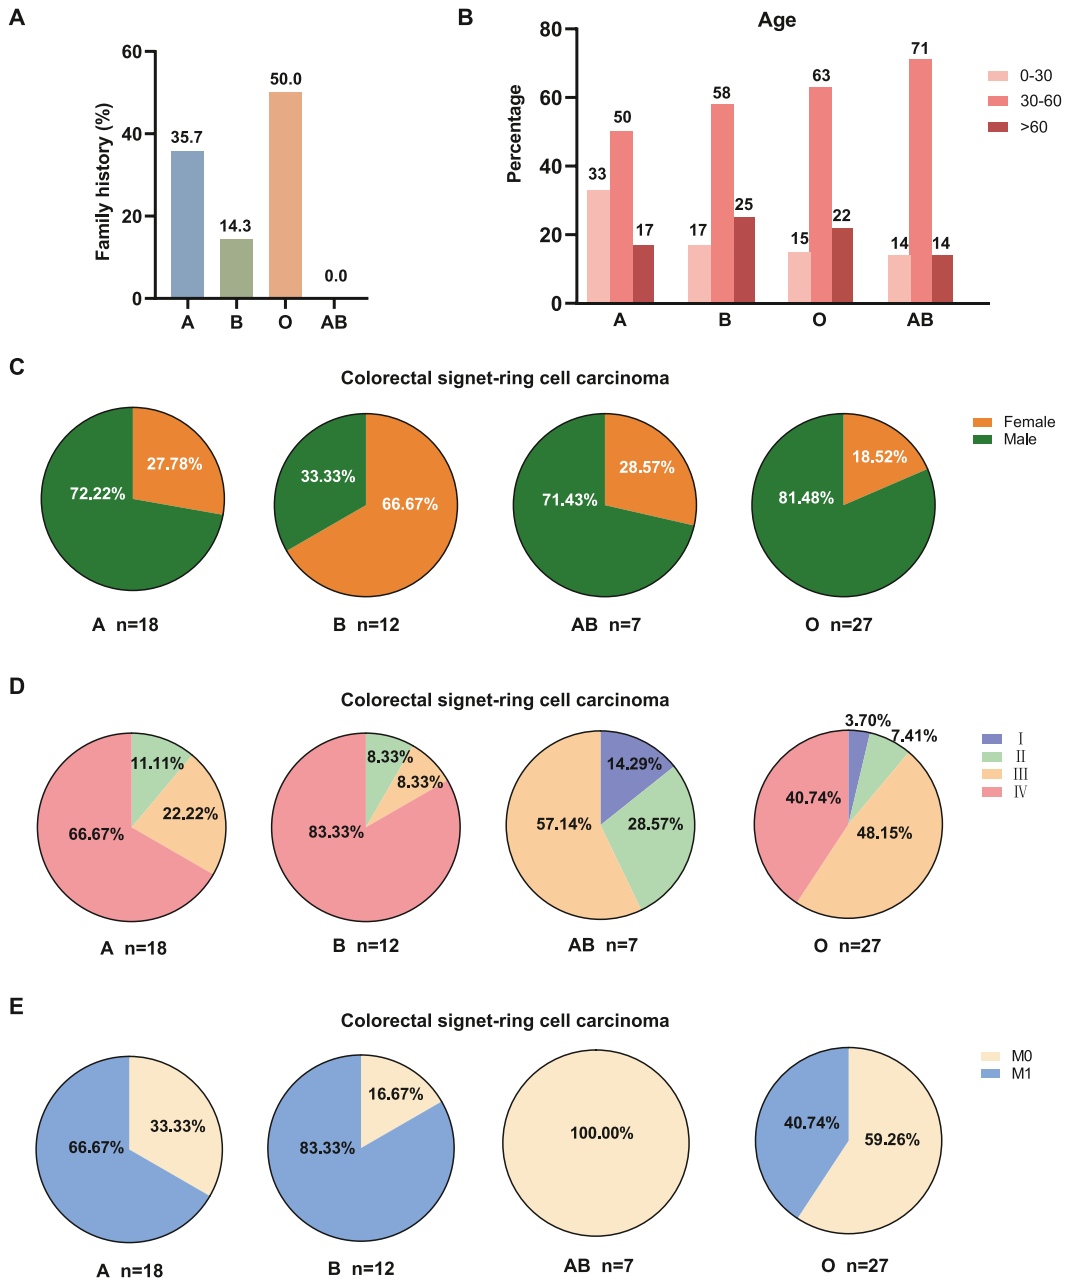 A
Family history (%)
60
40
20
0
35.7
14.3
50.0
0.0
A B O AB
B
Age
Percentage
80
60
40
20
0
33 50 17
17 58 25
15 63 22
14 71 14
A B O AB
0-30
30-60
>60
C
Colorectal signet-ring cell carcinoma
27.78%
72.22%
33.33%
66.67%
28.57%
71.43%
18.52%
81.48%
Female
Male
A n=18
B n=12
AB n=7
O n=27
D
Colorectal signet-ring cell carcinoma
11.11%
22.22%
66.67%
8.33%
8.33%
83.33%
14.29%
28.57%
57.14%
3.70%
7.41%
48.15%
40.74%
I
II
III
IV
A n=18
B n=12
AB n=7
O n=27
E
Colorectal signet-ring cell carcinoma
33.33%
66.67%
16.67%
83.33%
100.00%
40.74%
59.26%
M0
M1
A n=18
B n=12
AB n=7
O n=27